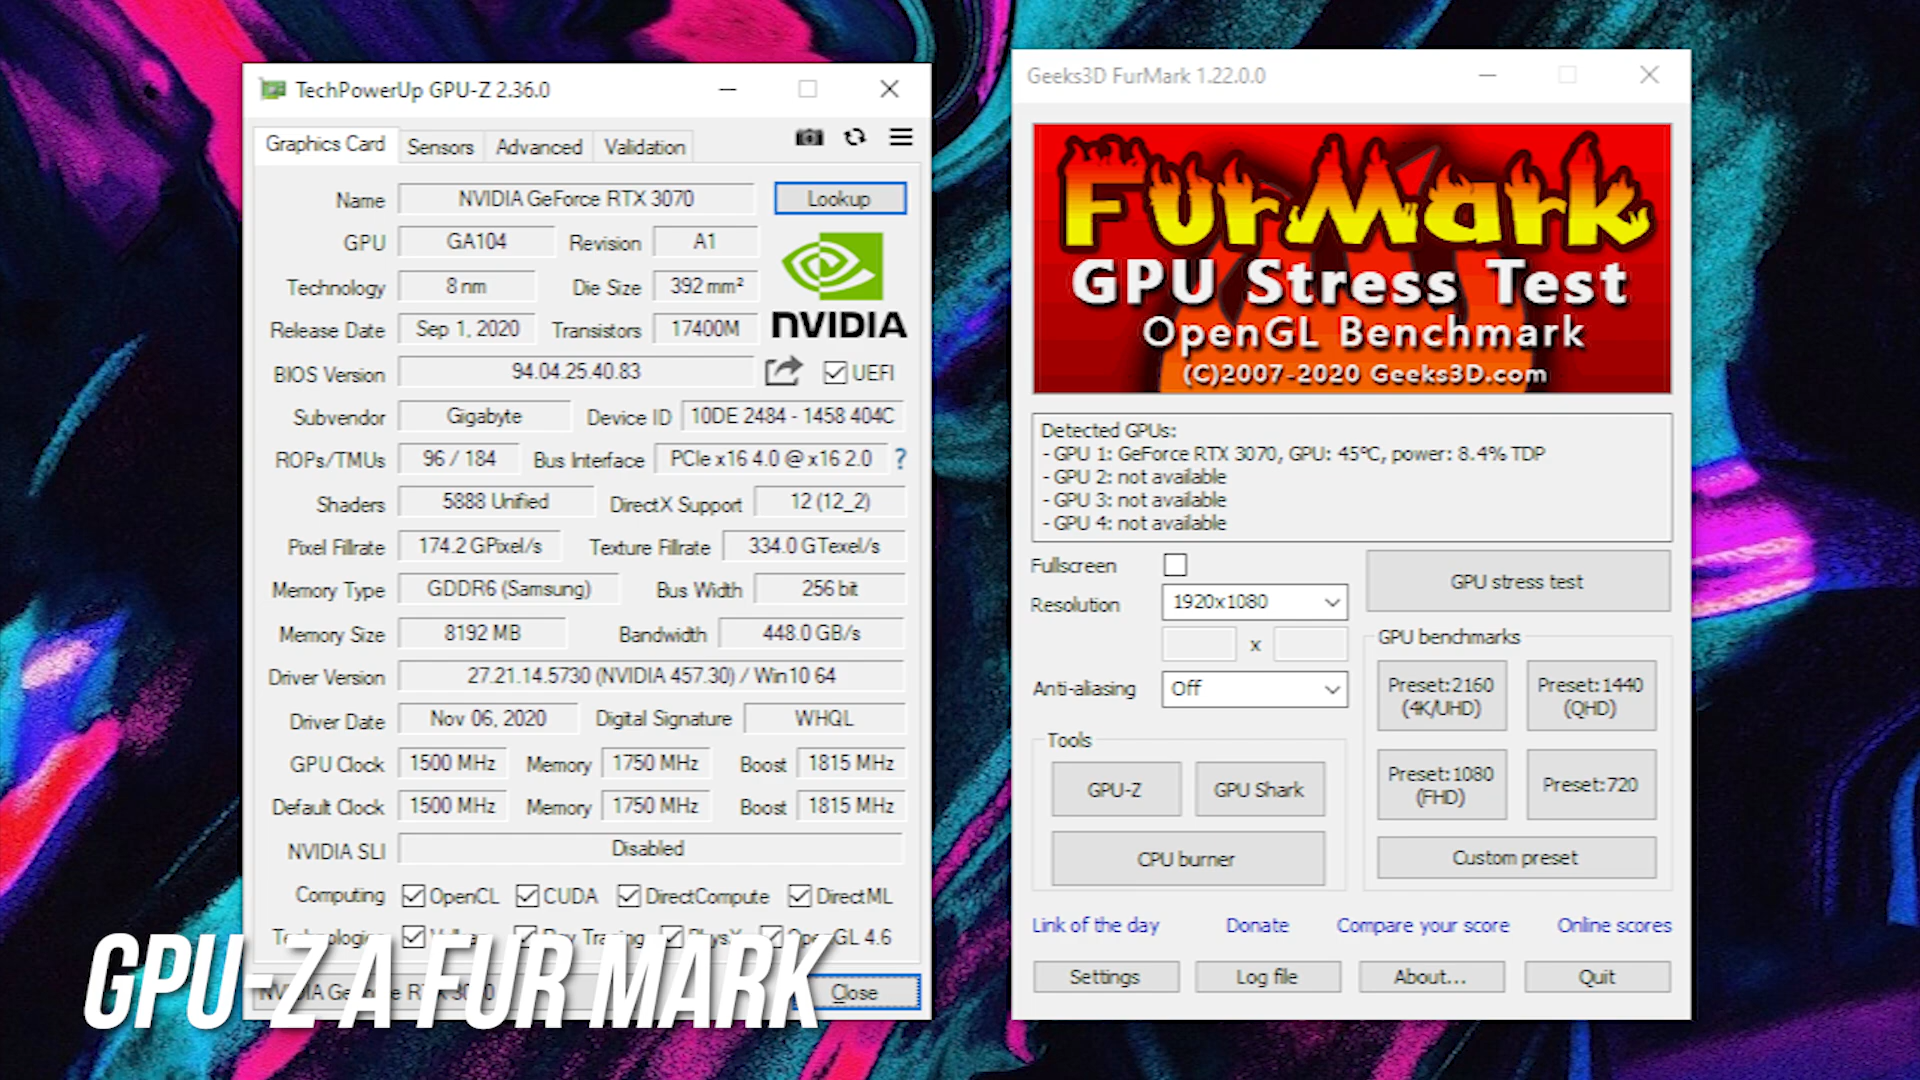 TechPowerUp GPU-Z 2.36.0
Graphics Card Sensors Advanced Validation
Name NVIDIA GeForce RTX 3070 Lookup
GPU GA104 Revision A1
Technology 8 nm Die Size 392 mm²
Release Date Sep 1, 2020 Transistors 17400M
NVIDIA
BIOS Version 94.04.25.40.83 UEFI
Subvendor Gigabyte Device ID 10DE 2484 - 1458 404C
ROPs/TMUs 96 / 184 Bus Interface PCIe x16 4.0 @ x16 2.0 ?
Shaders 5888 Unified DirectX Support 12 (12_2)
Pixel Fillrate 174.2 GPixel/s Texture Fillrate 334.0 GTexel/s
Memory Type GDDR6 (Samsung) Bus Width 256 bit
Memory Size 8192 MB Bandwidth 448.0 GB/s
Driver Version 27.21.14.5730 (NVIDIA 457.30) / Win10 64
Driver Date Nov 06, 2020 Digital Signature WHQL
GPU Clock 1500 MHz Memory 1750 MHz Boost 1815 MHz
Default Clock 1500 MHz Memory 1750 MHz Boost 1815 MHz
NVIDIA SLI Disabled
Computing OpenCL CUDA DirectCompute DirectML
Technologies Vulkan Ray Tracing PhysX OpenGL 4.6
NVIDIA GeForce RTX 3070 Close
GPU-Z A FUR MARK
Geeks3D FurMark 1.22.0.0
FurMark
GPU Stress Test
OpenGL Benchmark
(C)2007-2020 Geeks3D.com
Detected GPUs:
- GPU 1: GeForce RTX 3070, GPU: 45°C, power: 8.4% TDP
- GPU 2: not available
- GPU 3: not available
- GPU 4: not available
Fullscreen
GPU stress test
Resolution 1920x1080
x
Anti-aliasing Off
GPU benchmarks
Preset:2160
(4K/UHD)
Preset:1440
(QHD)
Preset:1080
(FHD)
Preset:720
Custom preset
Tools
GPU-Z GPU Shark
CPU burner
Link of the day Donate Compare your score Online scores
Settings Log file About... Quit